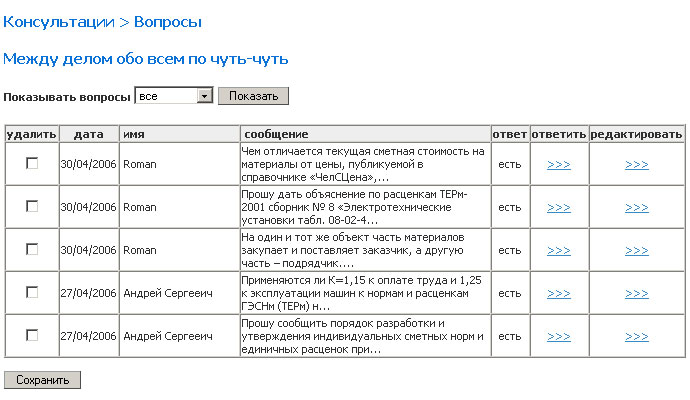 Консультации > Вопросы
Между делом обо всем по чуть-чуть
Показывать вопросы все Показать
удалить дата имя сообщение ответ ответить редактировать
30/04/2006 Roman Чем отличается текущая сметная стоимость на
материалы от цены, публикуемой в
справочнике «ЧелСЦена»,... есть >>> >>>
30/04/2006 Roman Прошу дать объяснение по расценкам ТЕРм-
2001 сборник № 8 «Электротехнические
установки табл. 08-02-4... есть >>> >>>
30/04/2006 Roman На один и тот же объект часть материалов
закупает и поставляет заказчик, а другую
часть – подрядчик.... есть >>> >>>
27/04/2006 Андрей Сергееич Применяются ли К=1,15 к оплате труда и 1,25
к эксплуатации машин к нормам и расценкам
ГЭСНм (ТЕРм) н... есть >>> >>>
27/04/2006 Андрей Сергееич Прошу сообщить порядок разработки и
утверждения индивидуальных сметных норм и
единичных расценок при... есть >>> >>>
Сохранить